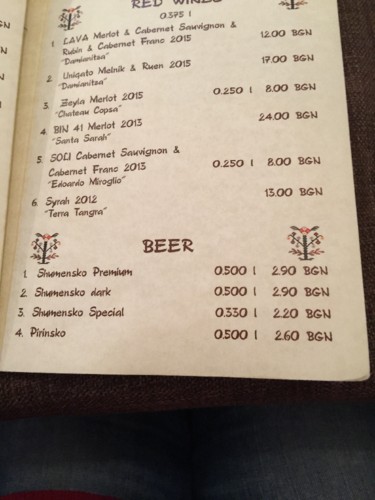 RED WINES
0.375 l
1. LAVA Merlot & Cabernet Sauvignon &
Rubin & Cabernet Franc 2015 12.00 BGN
"Damianitsa"
2. Uniqato Melnik & Ruen 2015 17.00 BGN
"Damianitsa"
3. Zeyla Merlot 2015 0.250 l 8.00 BGN
"Chateau Copsa"
4. BIN 41 Merlot 2013 24.00 BGN
"Santa Sarah"
5. SOLI Cabernet Sauvignon &
Cabernet Franc 2013 0.250 l 8.00 BGN
"Edoardo Miroglio"
6. Syrah 2012 13.00 BGN
"Terra Tangra"
BEER
1. Shumensko Premium 0.500 l 2.90 BGN
2. Shumensko dark 0.500 l 2.90 BGN
3. Shumensko Special 0.330 l 2.20 BGN
4. Pirinsko 0.500 l 2.60 BGN